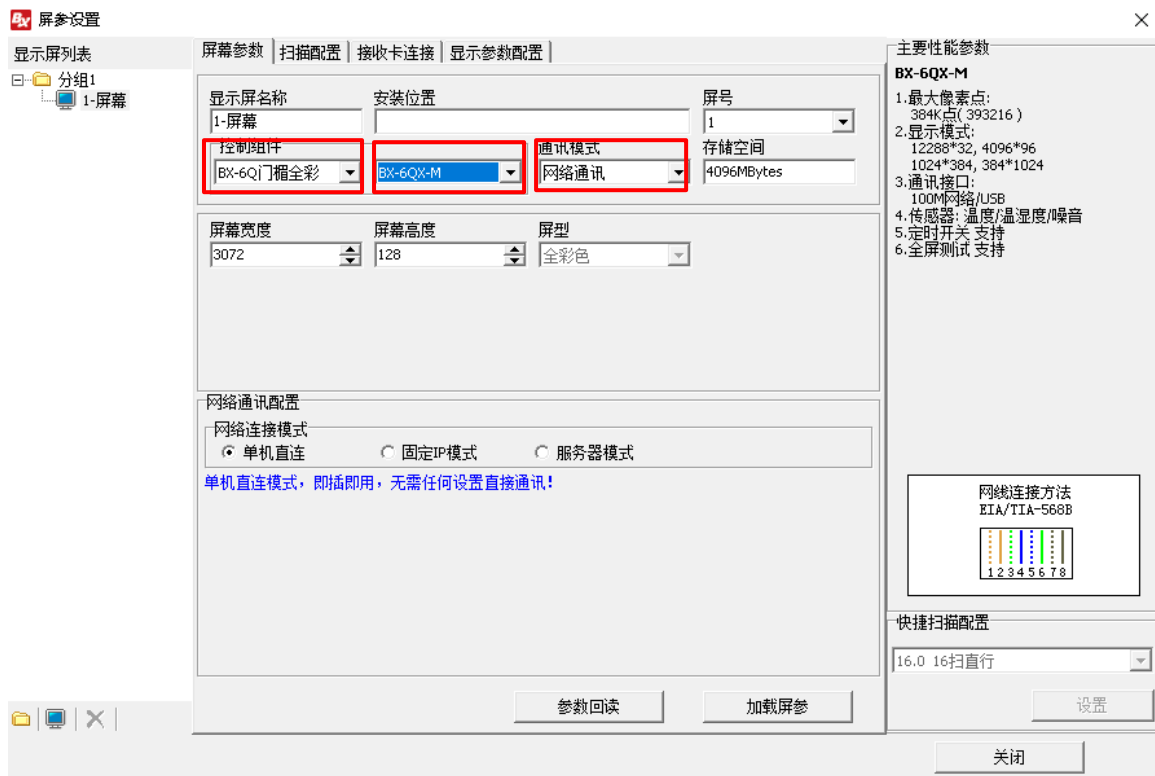 BX 屏参设置
显示屏列表
分组1
1-屏幕
屏幕参数 扫描配置 接收卡连接 显示参数配置
显示屏名称 安装位置 屏号
1-屏幕 1
控制组件 通讯模式 存储空间
BX-6Q门楣全彩 BX-6QX-M 网络通讯 4096MBytes
屏幕宽度 屏幕高度 屏型
3072 128 全彩色
网络通讯配置
网络连接模式
单机直连 固定IP模式 服务器模式
单机直连模式，即插即用，无需任何设置直接通讯!
参数回读 加载屏参
主要性能参数
BX-6QX-M
1.最大像素点:
384K点(393216)
2.显示模式:
12288*32, 4096*96
1024*384, 384*1024
3.通讯接口:
100M网络/USB
4.传感器: 温度/温湿度/噪音
5.定时开关 支持
6.全屏测试 支持
网线连接方法
EIA/TIA-568B
1 2 3 4 5 6 7 8
快捷扫描配置
16.0 16扫直行
设置
关闭